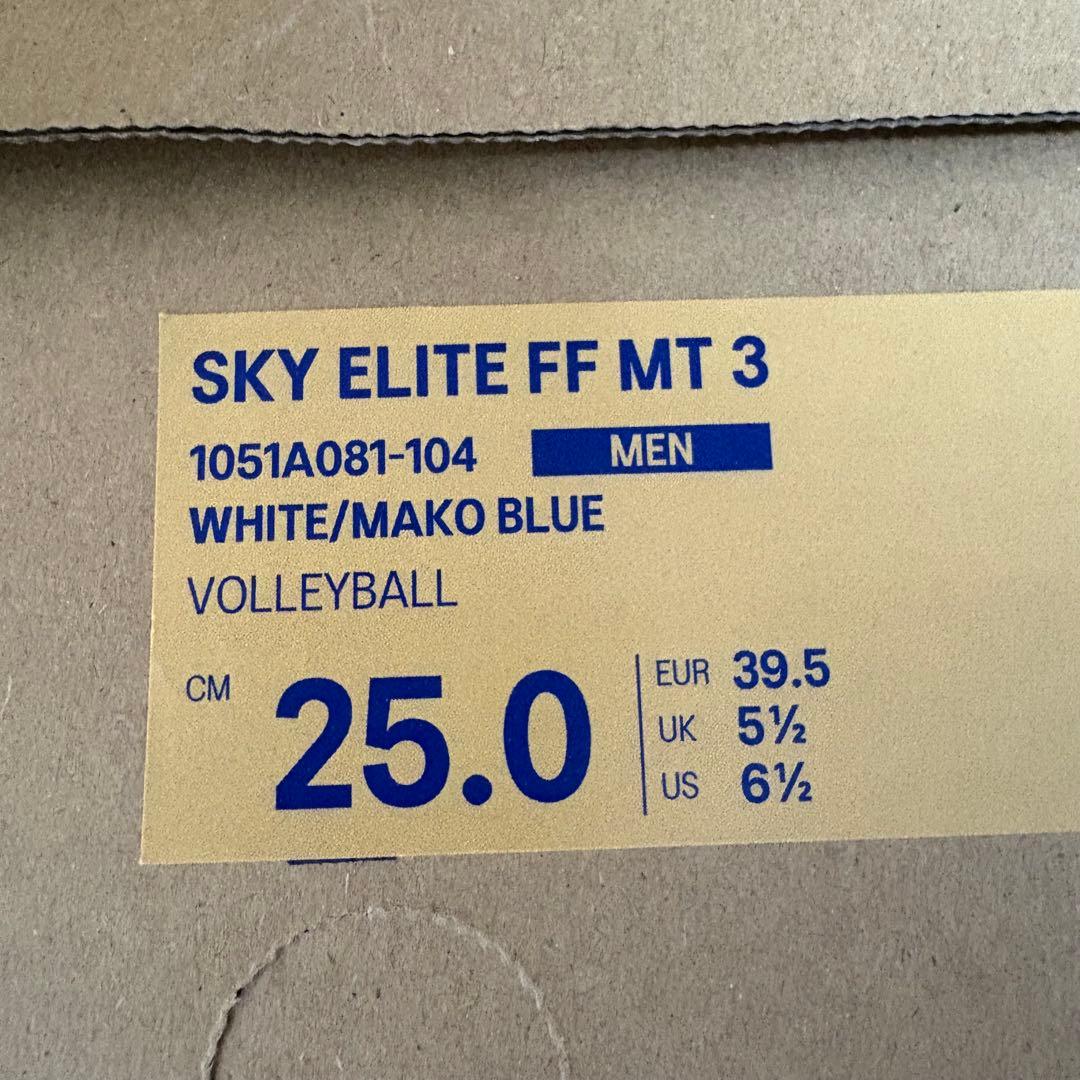 SKY ELITE FF MT 3
1051A081-104 MEN
WHITE/MAKO BLUE
VOLLEYBALL
CM 25.0
EUR 39.5
UK 5½
US 6½